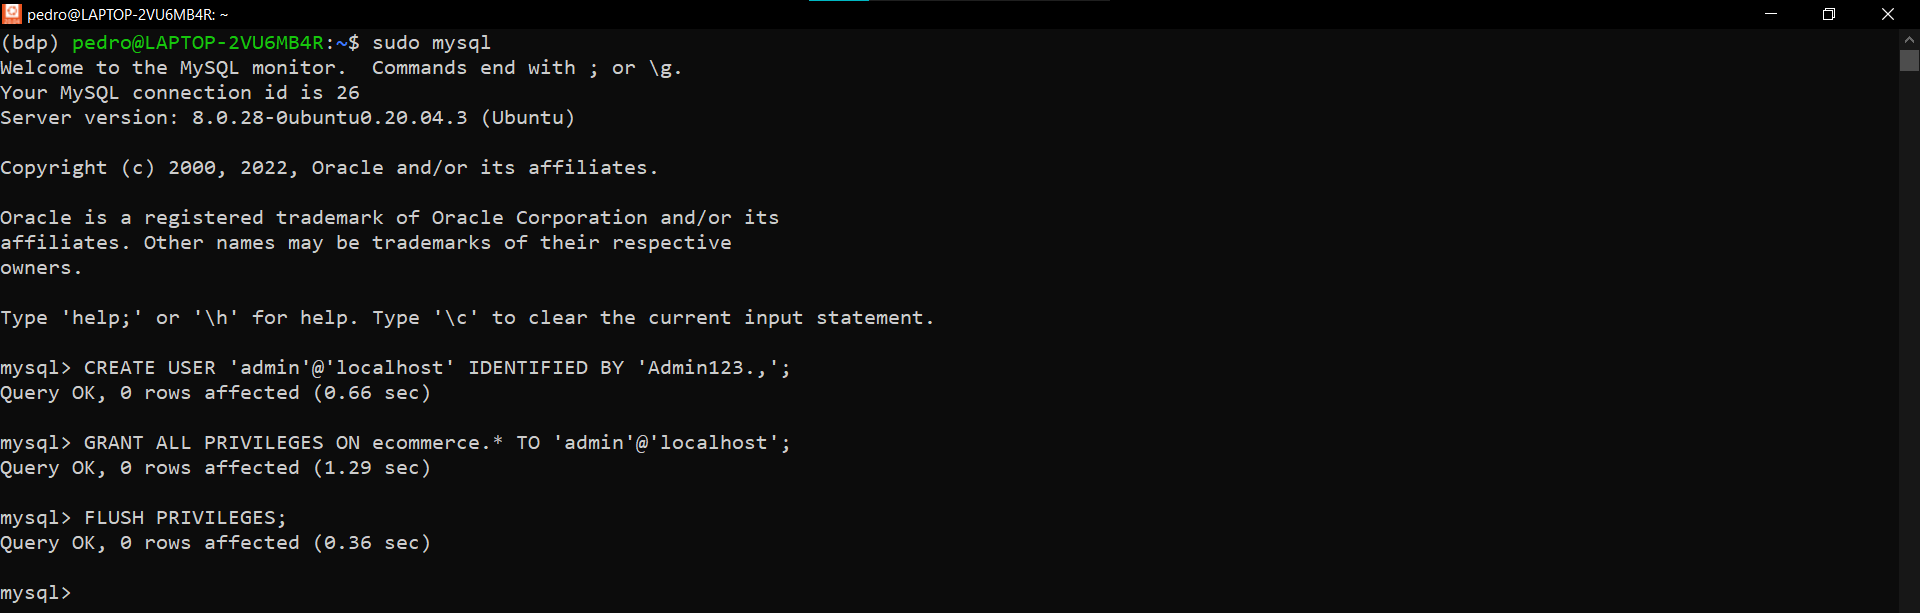 pedro@LAPTOP-2VU6MB4R: ~
(bdp) pedro@LAPTOP-2VU6MB4R:~$ sudo mysql
Welcome to the MySQL monitor.  Commands end with ; or \g.
Your MySQL connection id is 26
Server version: 8.0.28-0ubuntu0.20.04.3 (Ubuntu)
Copyright (c) 2000, 2022, Oracle and/or its affiliates.
Oracle is a registered trademark of Oracle Corporation and/or its
affiliates. Other names may be trademarks of their respective
owners.
Type 'help;' or '\h' for help. Type '\c' to clear the current input statement.
mysql> CREATE USER 'admin'@'localhost' IDENTIFIED BY 'Admin123.,';
Query OK, 0 rows affected (0.66 sec)
mysql> GRANT ALL PRIVILEGES ON ecommerce.* TO 'admin'@'localhost';
Query OK, 0 rows affected (1.29 sec)
mysql> FLUSH PRIVILEGES;
Query OK, 0 rows affected (0.36 sec)
mysql>